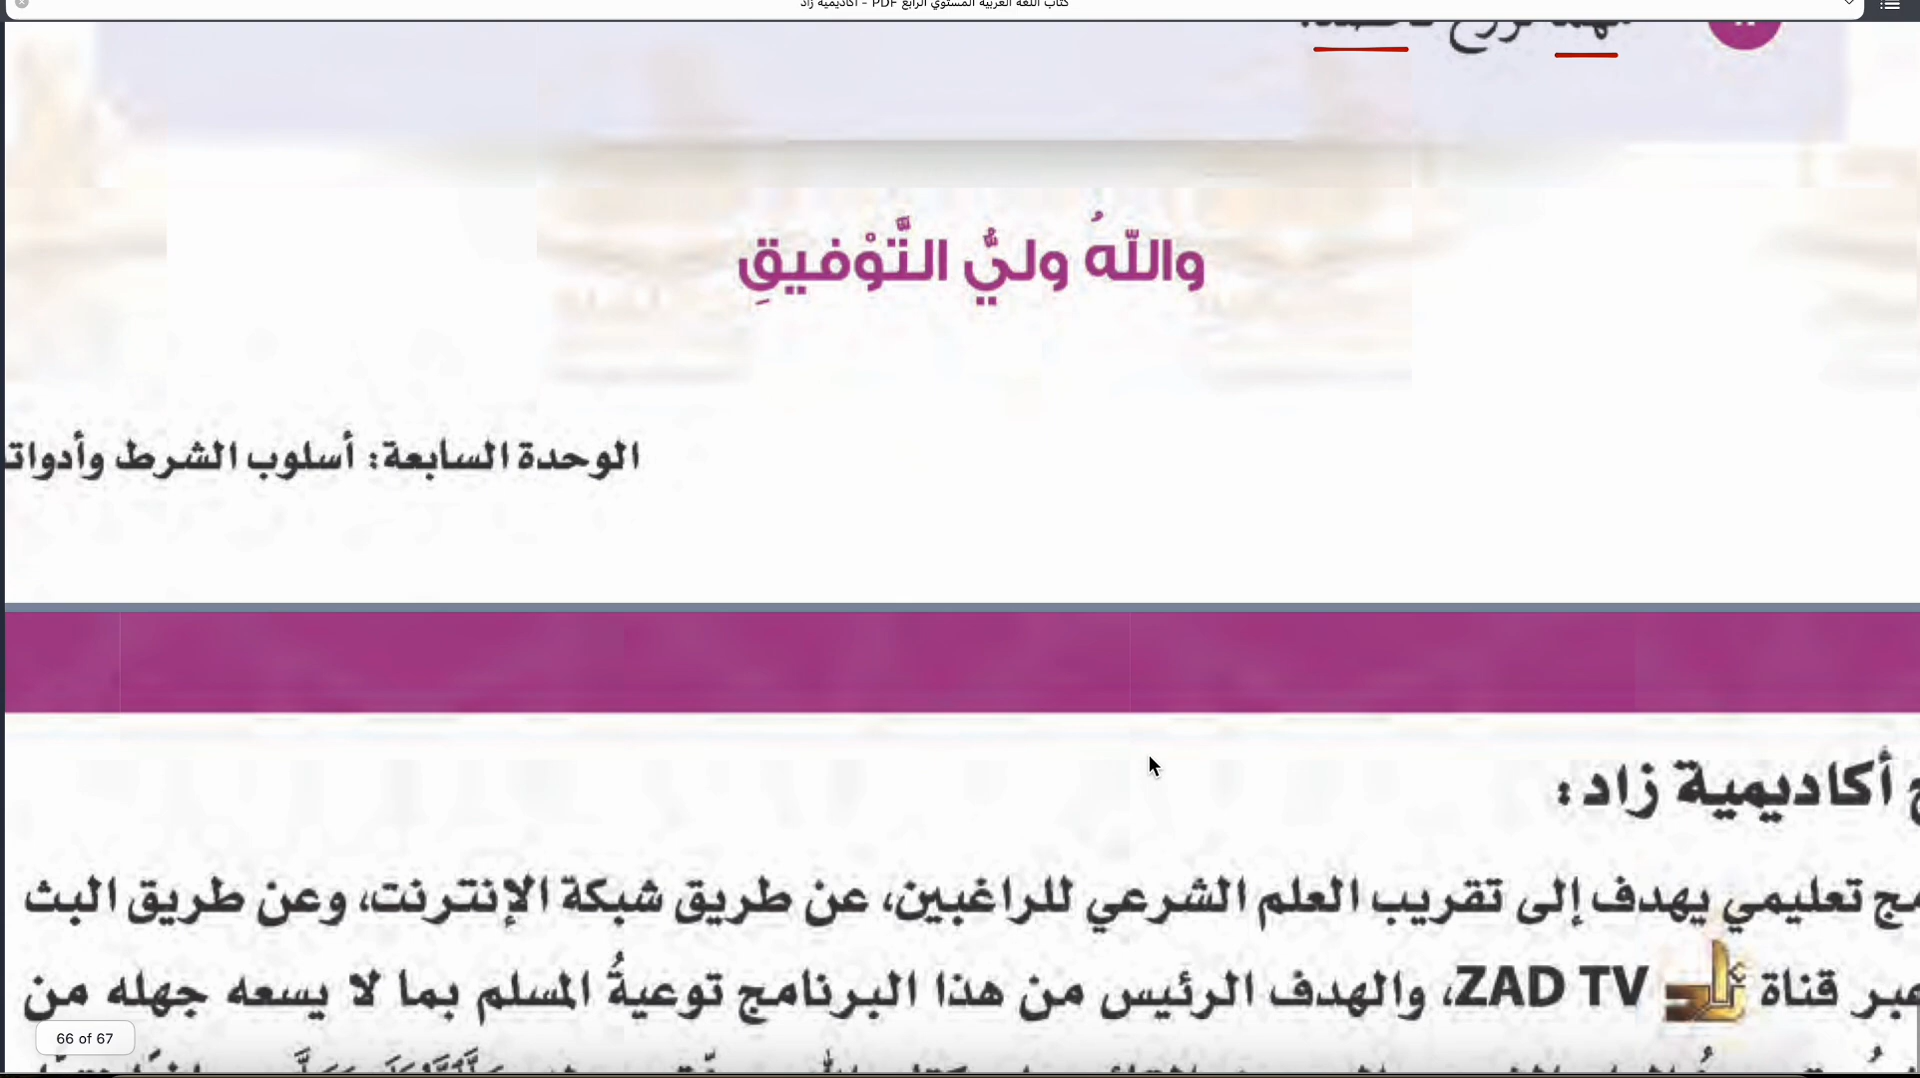 كتاب اللغة العربية المستوي الرابع PDF - أكاديمية زاد
والله ُوليُّ التَّوْفيقِ
الوحدة السابعة: أسلوب الشرط
أكاديمية زاد:
تعليمي يهدف إلى تقريب العلم الشرعي للراغبين، عن طريق شبكة الإنترنت، وعن طريق البث
قناة ZAD TV، والهدف الرئيس من هذا البرنامج توعيةُ المسلم بما لا يسعه جهله من
66 of 67